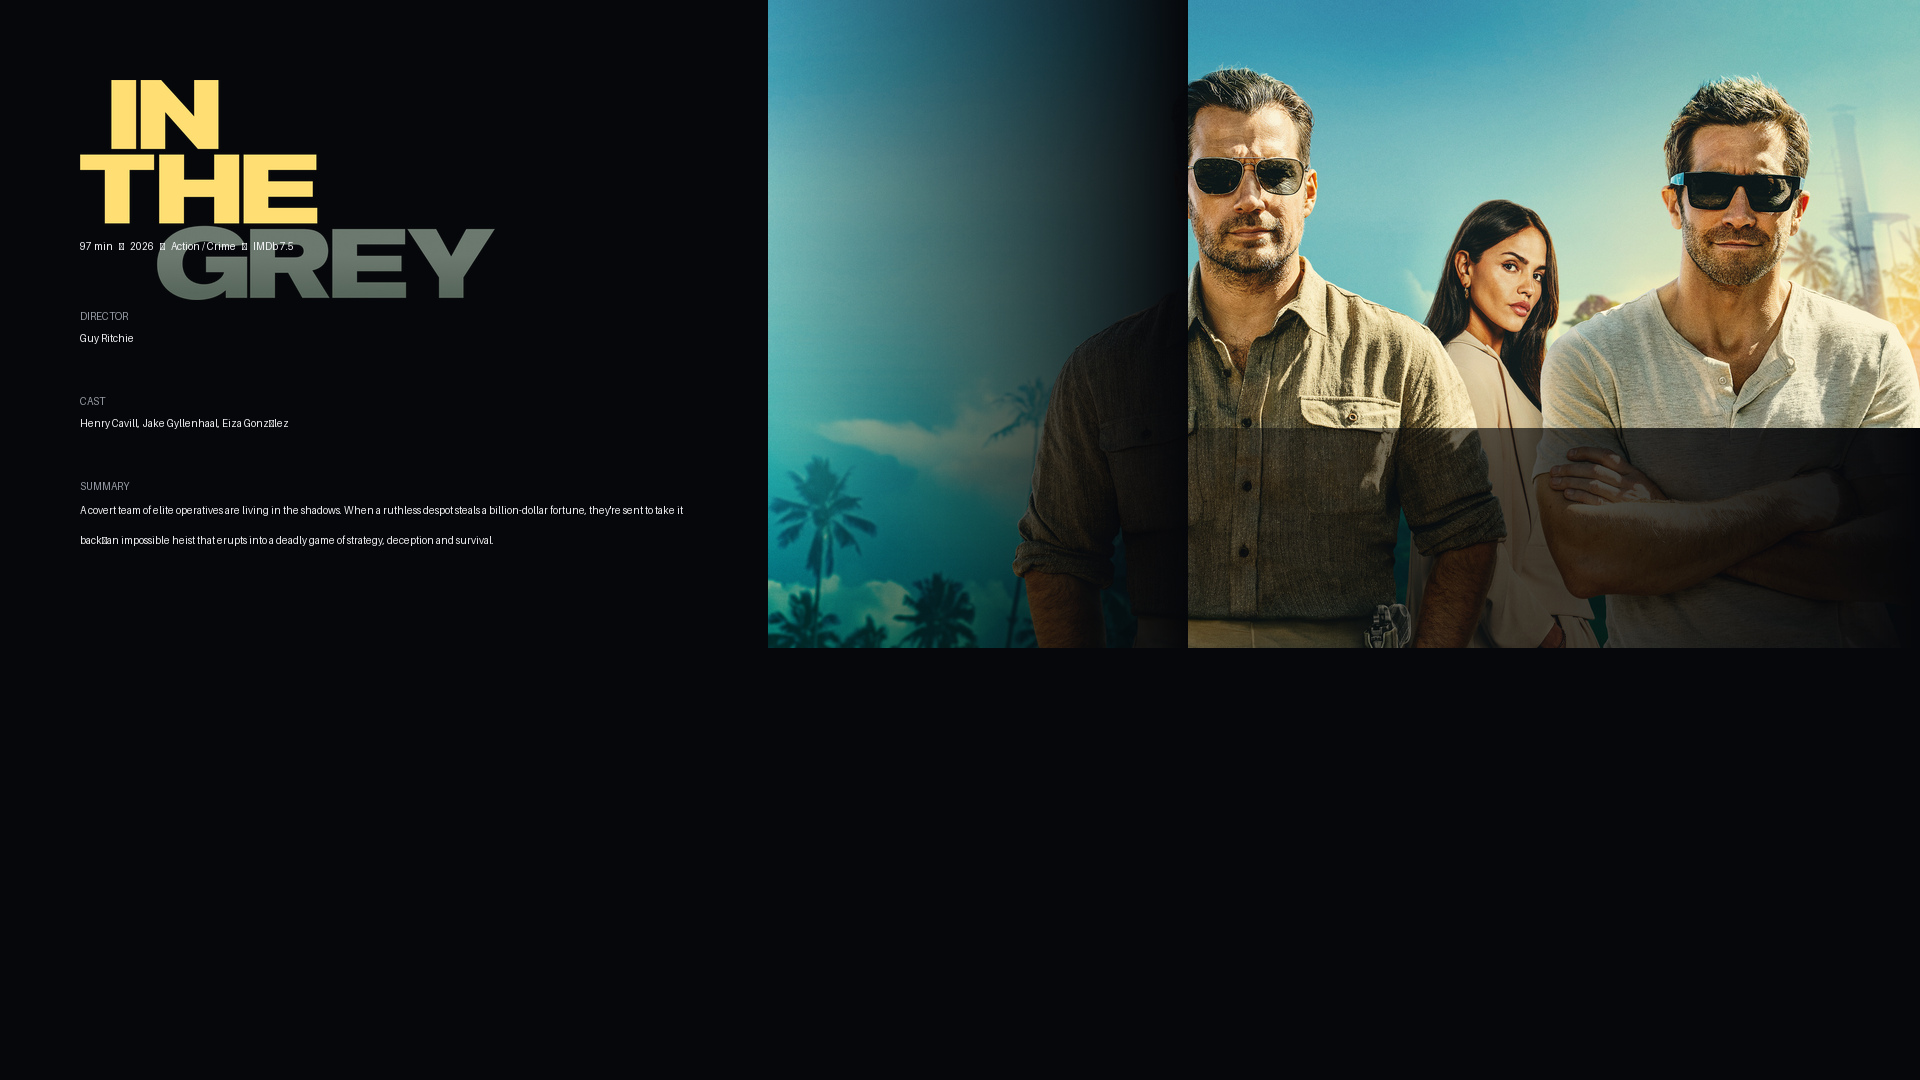 IN
THE
GREY
97 min ▯ 2026 ▯ Action / Crime ▯ IMDb 7.5
DIRECTOR
Guy Ritchie
CAST
Henry Cavill, Jake Gyllenhaal, Eiza Gonz▯lez
SUMMARY
A covert team of elite operatives are living in the shadows. When a ruthless despot steals a billion-dollar fortune, they're sent to take it
back▯an impossible heist that erupts into a deadly game of strategy, deception and survival.